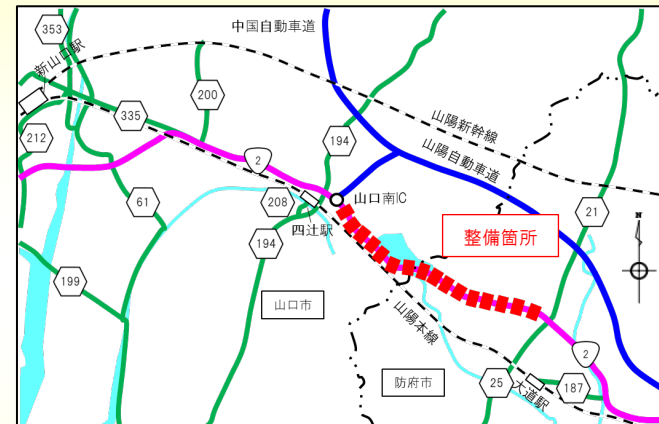 353
中国自動車道
新山口駅
200
335
山陽新幹線
212
194
山陽自動車道
2
山口南IC
61
208
21
四辻駅
整備箇所
N
194
199
山口市
山陽本線
2
防府市
25
大道駅
187